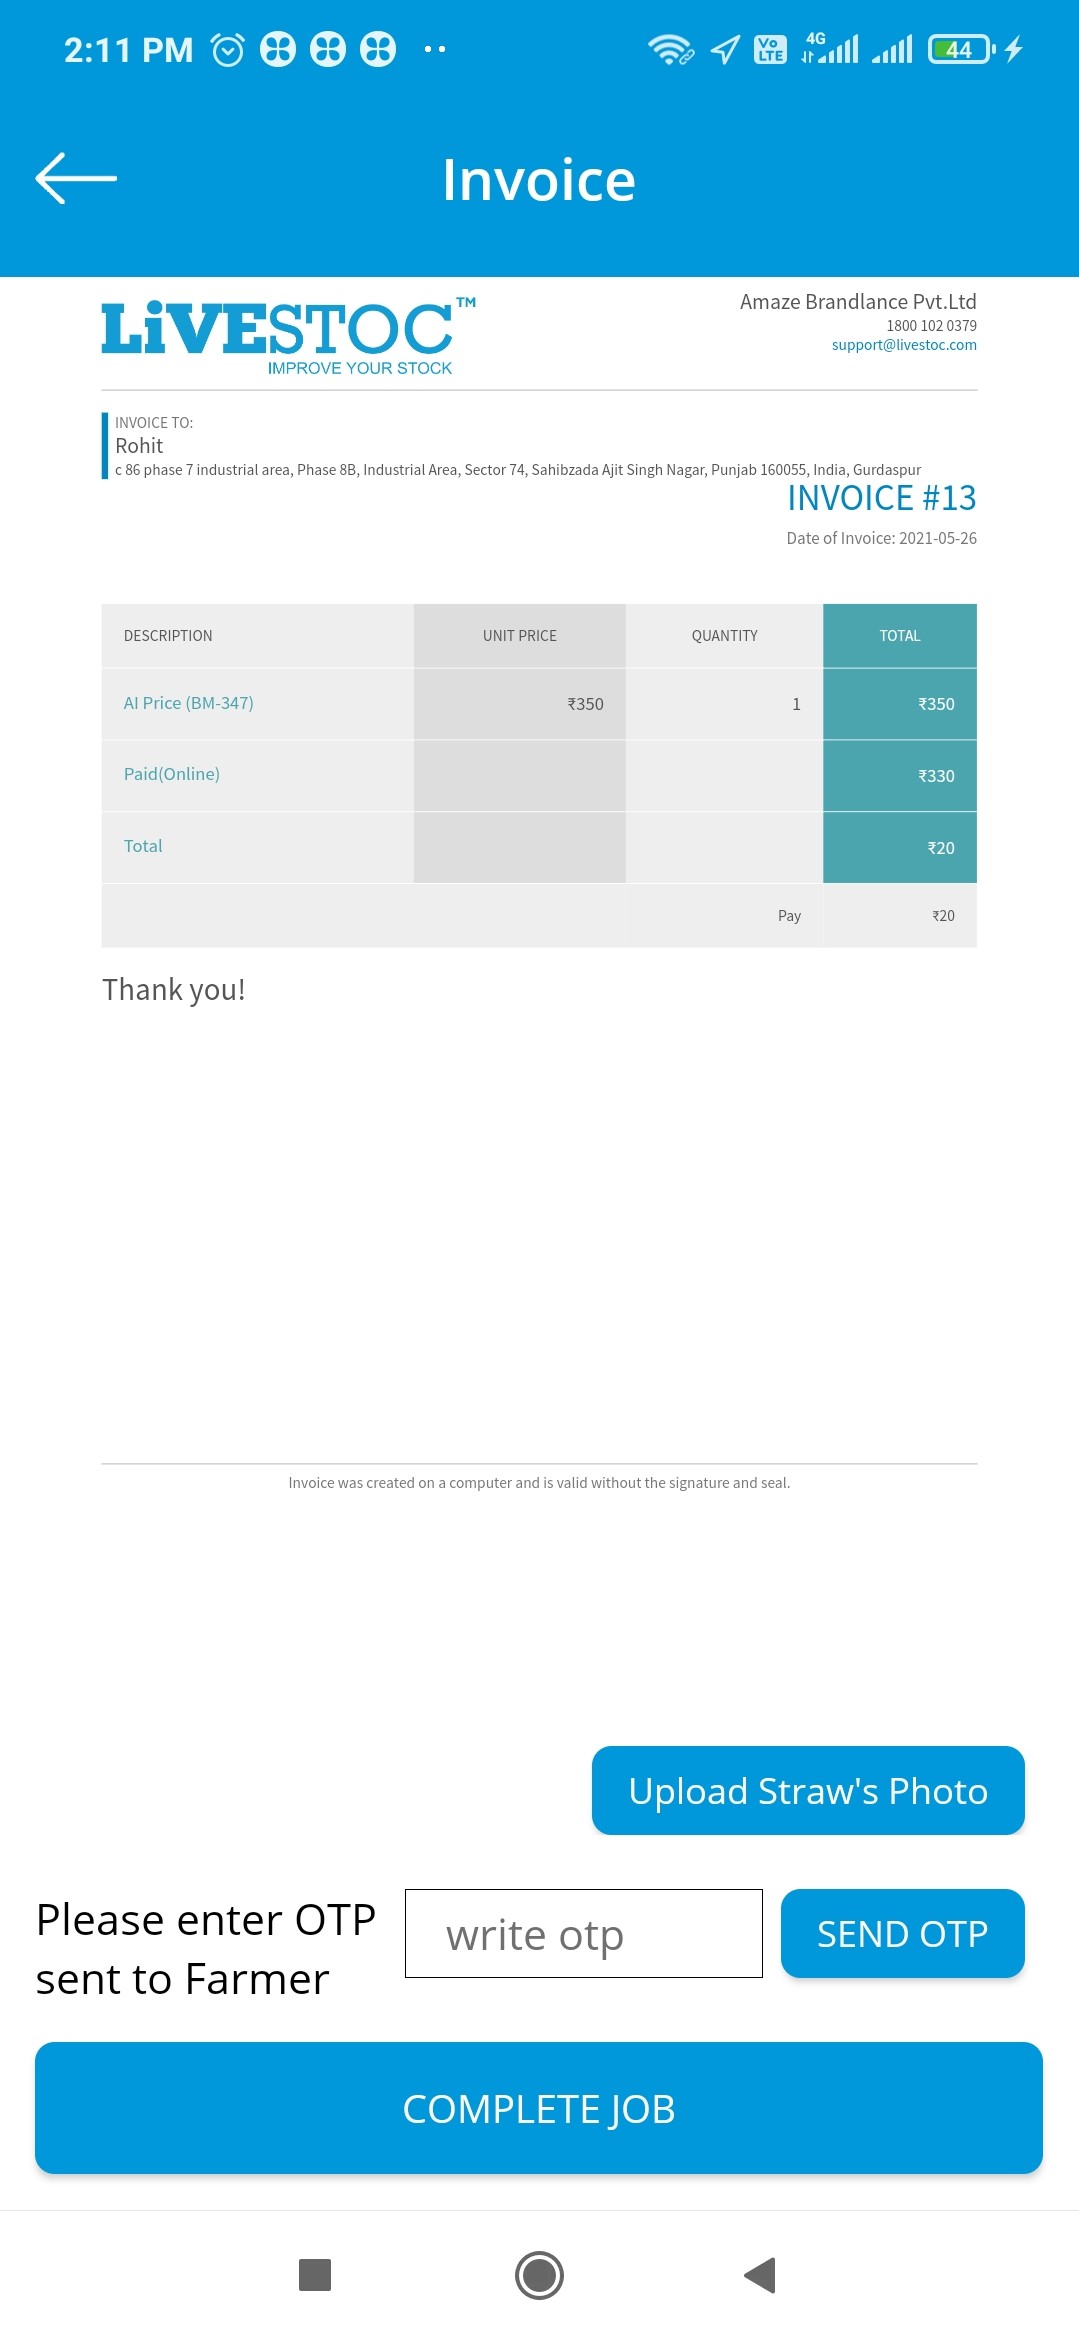 2:11 PM
4G
Vo
LTE
44
Invoice
LiVESTOC™
IMPROVE YOUR STOCK
Amaze Brandlance Pvt.Ltd
1800 102 0379
support@livestoc.com
INVOICE TO:
Rohit
c 86 phase 7 industrial area, Phase 8B, Industrial Area, Sector 74, Sahibzada Ajit Singh Nagar, Punjab 160055, India, Gurdaspur
INVOICE #13
Date of Invoice: 2021-05-26
DESCRIPTION UNIT PRICE QUANTITY TOTAL
AI Price (BM-347) ₹350 1 ₹350
Paid(Online) ₹330
Total ₹20
Pay ₹20
Thank you!
Invoice was created on a computer and is valid without the signature and seal.
Upload Straw's Photo
Please enter OTP
sent to Farmer
write otp
SEND OTP
COMPLETE JOB